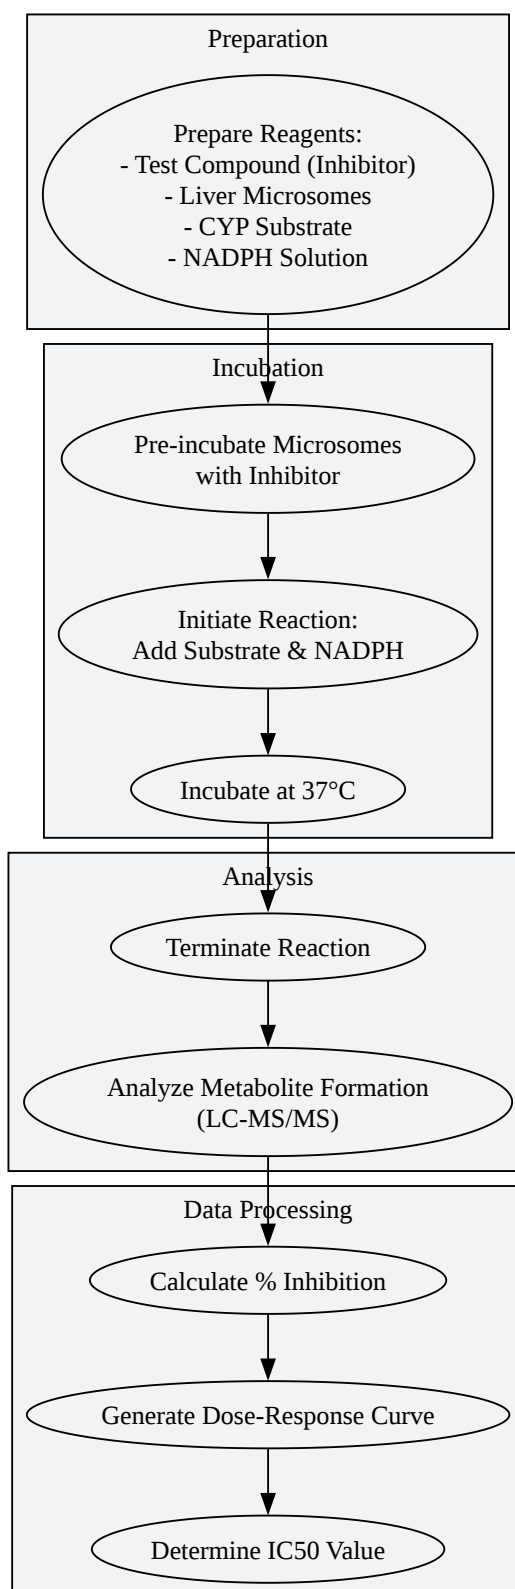 Preparation
Prepare Reagents:
- Test Compound (Inhibitor)
- Liver Microsomes
- CYP Substrate
- NADPH Solution
Incubation
Pre-incubate Microsomes
with Inhibitor
Initiate Reaction:
Add Substrate & NADPH
Incubate at 37°C
Analysis
Terminate Reaction
Analyze Metabolite Formation
(LC-MS/MS)
Data Processing
Calculate % Inhibition
Generate Dose-Response Curve
Determine IC50 Value